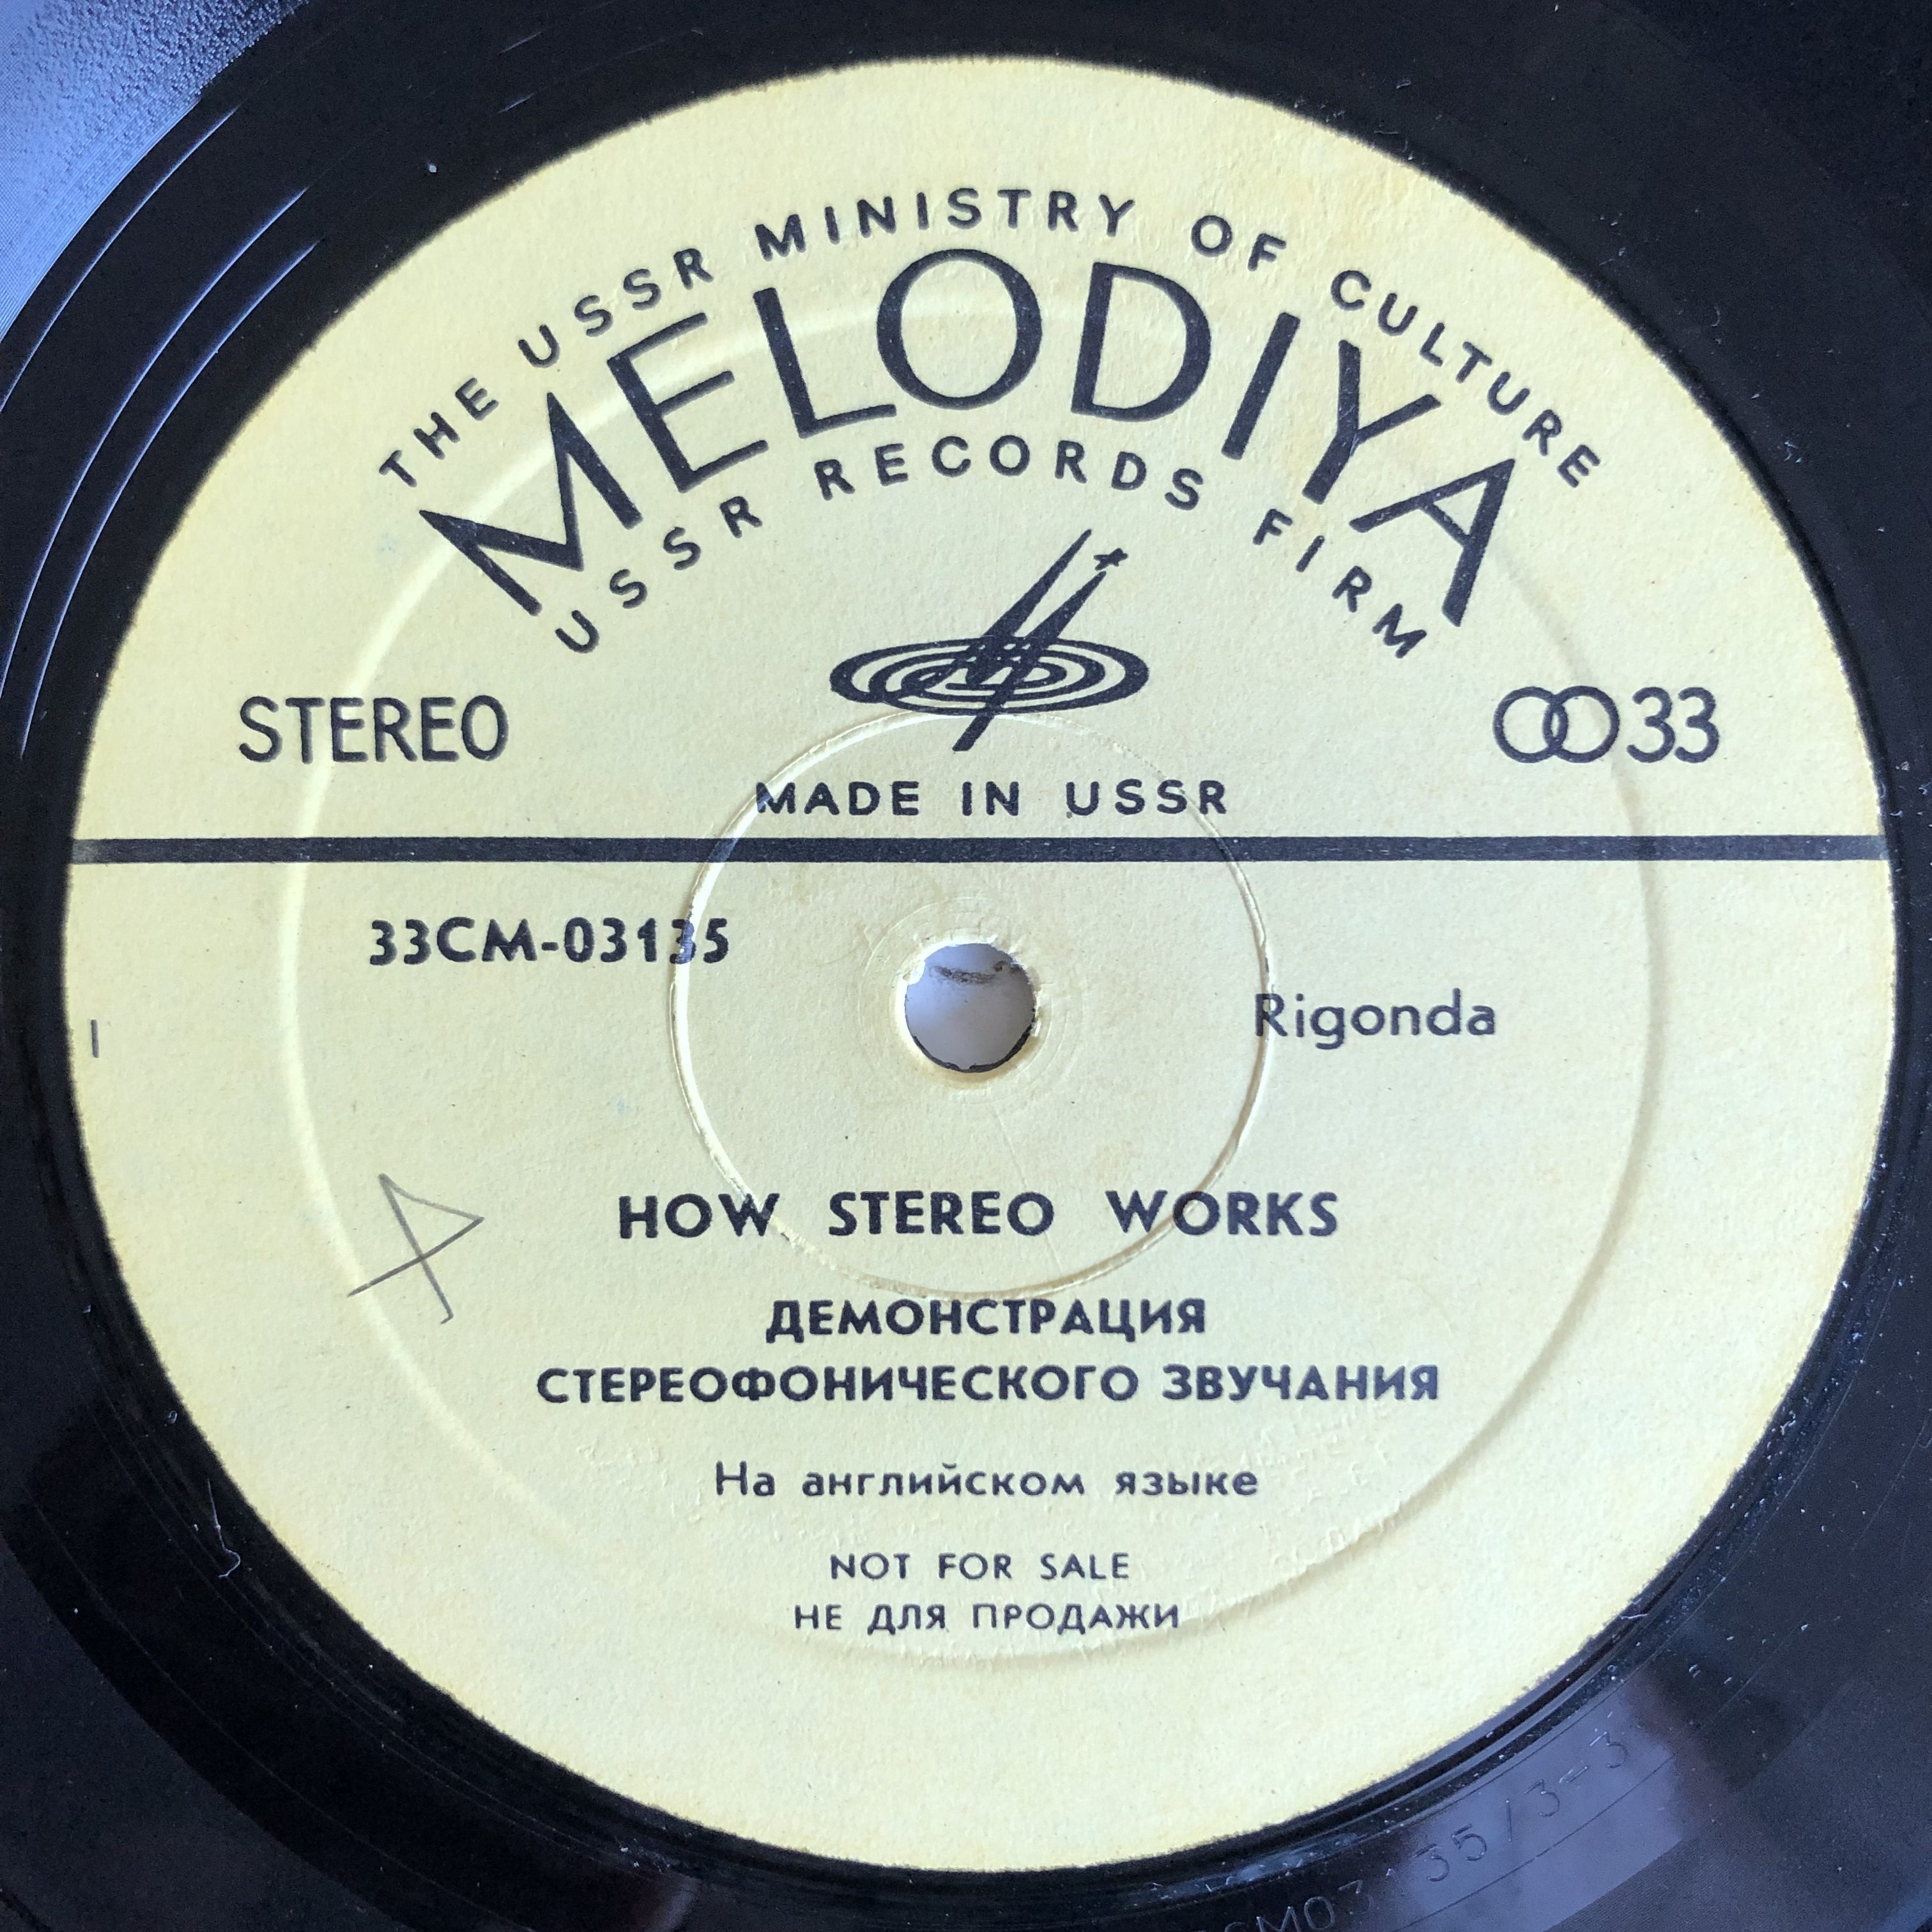 THE USSR MINISTRY OF CULTURE
MELODIYA
USSR RECORDS FIRM
STEREO
33
MADE IN USSR
33СМ-03135
Rigonda
HOW STEREO WORKS
ДЕМОНСТРАЦИЯ
СТЕРЕОФОНИЧЕСКОГО ЗВУЧАНИЯ
На английском языке
NOT FOR SALE
НЕ ДЛЯ ПРОДАЖИ